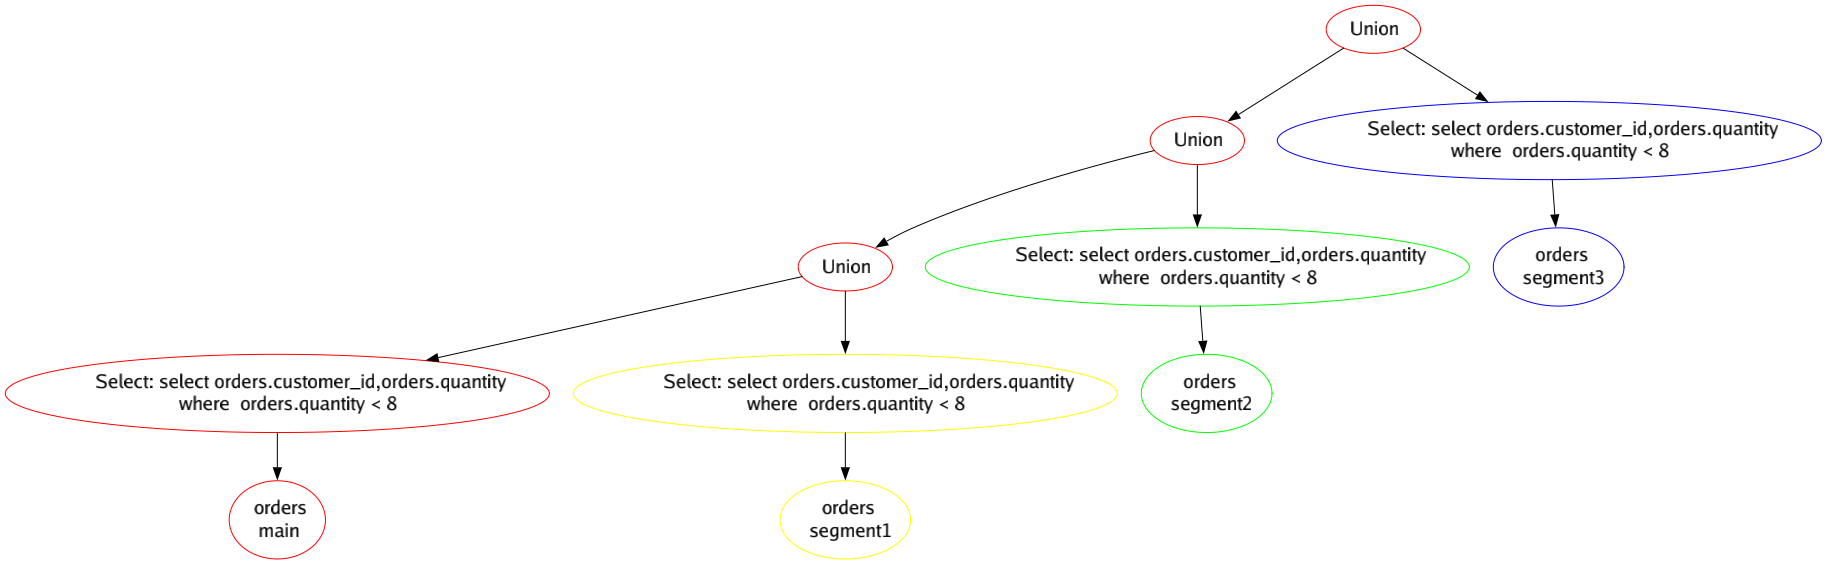 Union
Union
Select: select orders.customer_id,orders.quantity
where  orders.quantity < 8
Union
Select: select orders.customer_id,orders.quantity
where  orders.quantity < 8
orders
segment3
Select: select orders.customer_id,orders.quantity
where  orders.quantity < 8
Select: select orders.customer_id,orders.quantity
where  orders.quantity < 8
orders
segment2
orders
main
orders
segment1